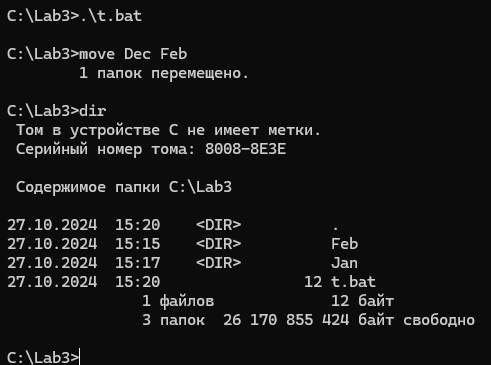 C:\Lab3>.\t.bat
C:\Lab3>move Dec Feb
1 папок перемещено.
C:\Lab3>dir
Том в устройстве C не имеет метки.
Серийный номер тома: 8008-8E3E
Содержимое папки C:\Lab3
27.10.2024 15:20 <DIR> .
27.10.2024 15:15 <DIR> Feb
27.10.2024 15:17 <DIR> Jan
27.10.2024 15:20 12 t.bat
1 файлов 12 байт
3 папок 26 170 855 424 байт свободно
C:\Lab3>